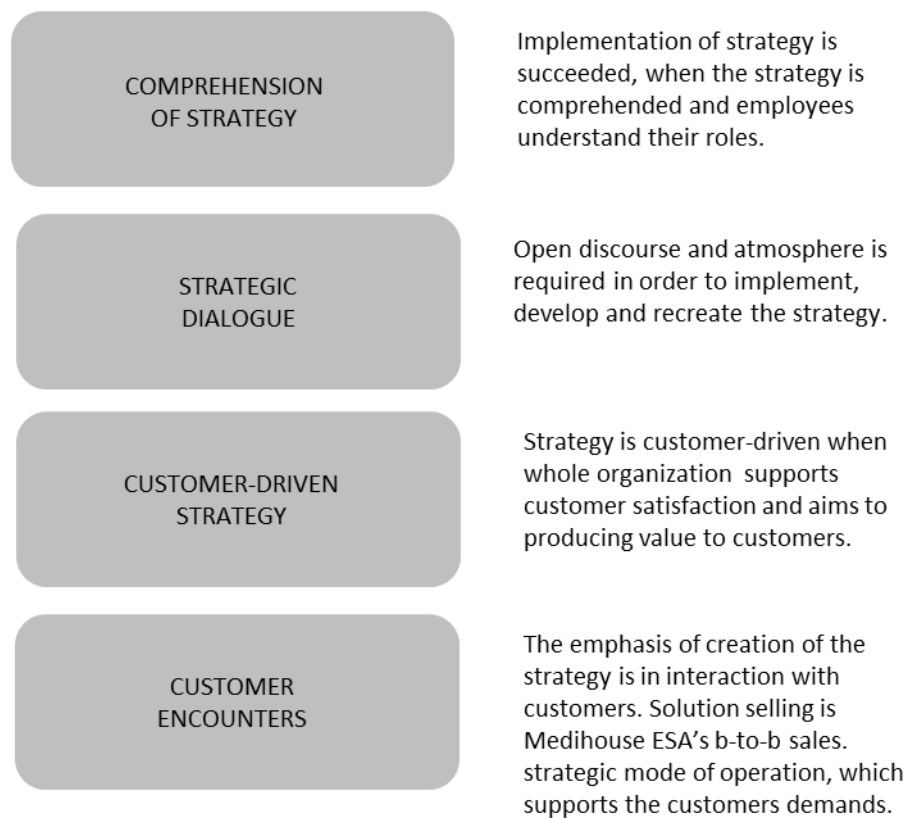 COMPREHENSION
OF STRATEGY
Implementation of strategy is
succeeded, when the strategy is
comprehended and employees
understand their roles.
STRATEGIC
DIALOGUE
Open discourse and atmosphere is
required in order to implement,
develop and recreate the strategy.
CUSTOMER-DRIVEN
STRATEGY
Strategy is customer-driven when
whole organization supports
customer satisfaction and aims to
producing value to customers.
CUSTOMER
ENCOUNTERS
The emphasis of creation of the
strategy is in interaction with
customers. Solution selling is
Medihouse ESA’s b-to-b sales.
strategic mode of operation, which
supports the customers demands.